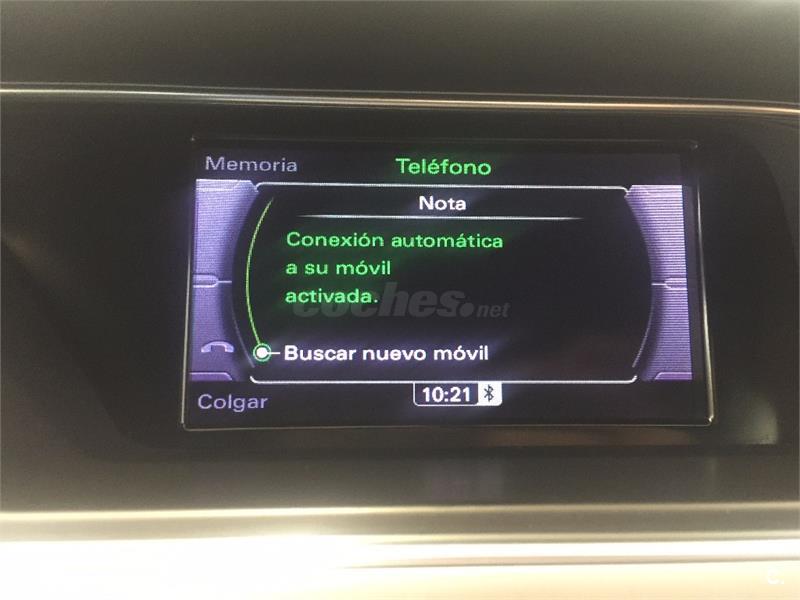 Memoria
Teléfono
Nota
Conexión automática
a su móvil
activada.
coches.net
Buscar nuevo móvil
10:21
Colgar
C.